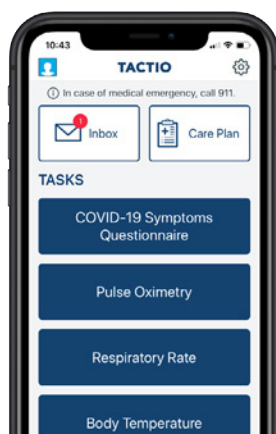 10:43
TACTIO
In case of medical emergency, call 911.
1
Inbox
Care Plan
TASKS
COVID-19 Symptoms
Questionnaire
Pulse Oximetry
Respiratory Rate
Body Temperature